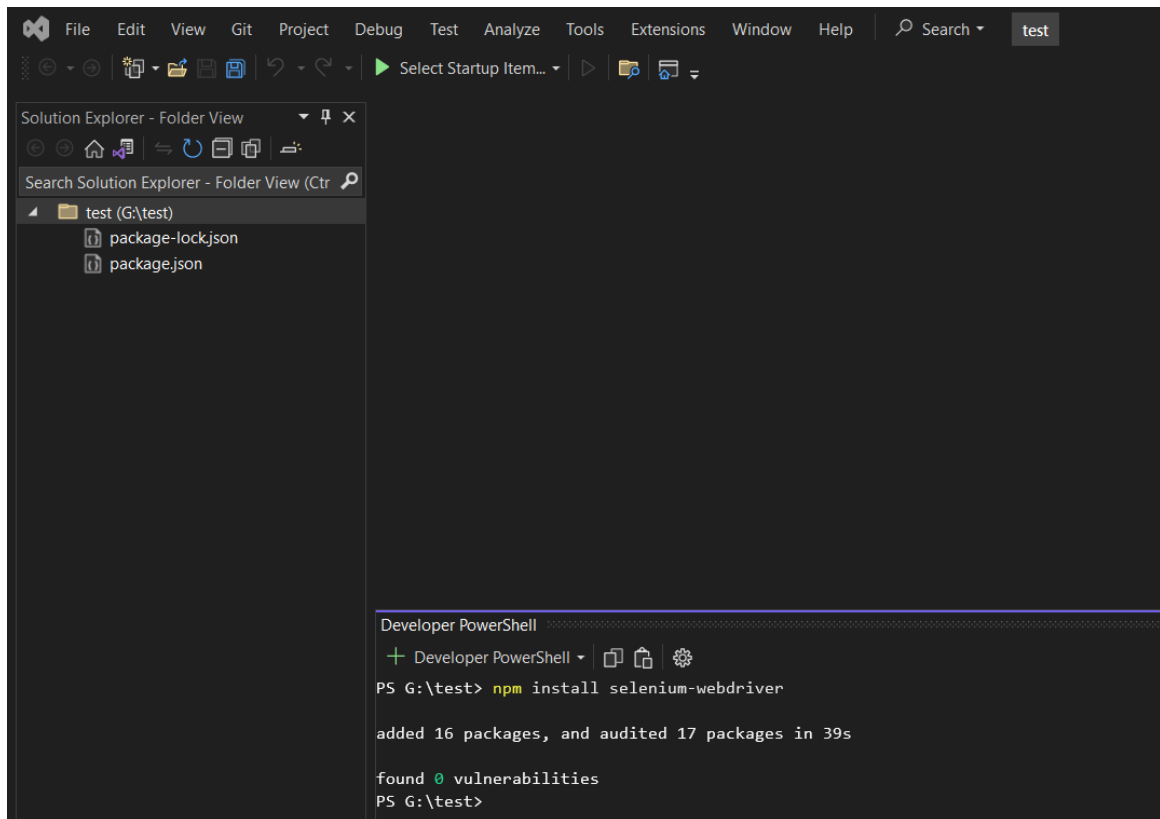 File Edit View Git Project Debug Test Analyze Tools Extensions Window Help Search test
Select Startup Item...
Solution Explorer - Folder View
Search Solution Explorer - Folder View (Ctr
test (G:\test)
package-lock.json
package.json
Developer PowerShell
Developer PowerShell
PS G:\test> npm install selenium-webdriver
added 16 packages, and audited 17 packages in 39s
found 0 vulnerabilities
PS G:\test>